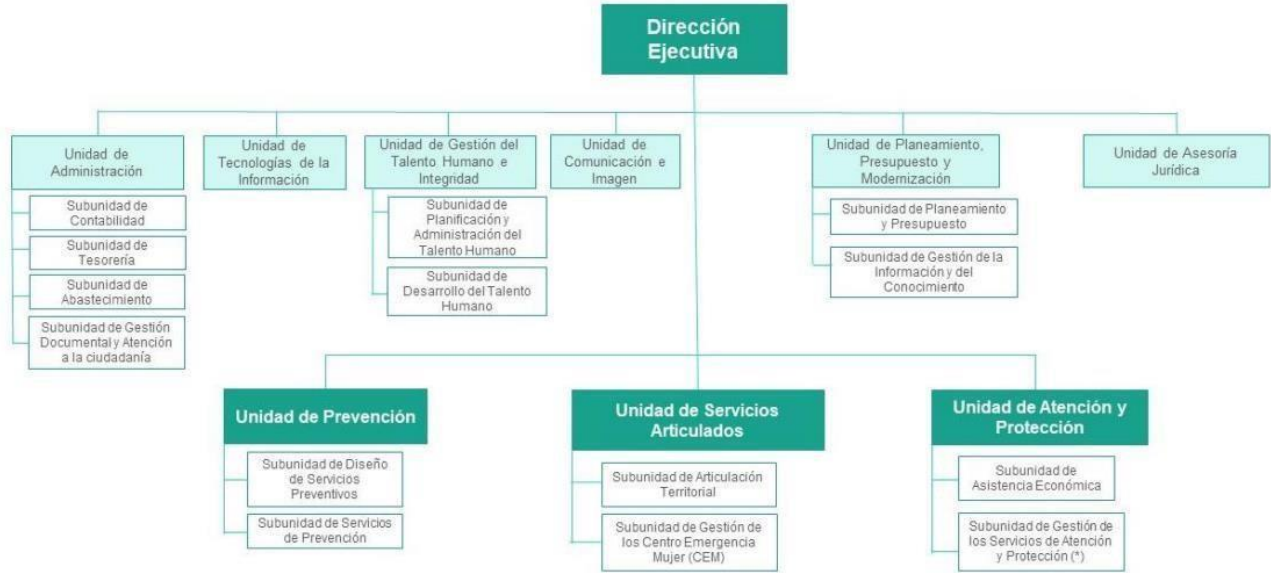 Dirección
Ejecutiva
Unidad de
Administración
Subunidad de
Contabilidad
Subunidad de
Tesorería
Subunidad de
Abastecimiento
Subunidad de Gestión
Documental y Atención
a la ciudadanía
Unidad de
Tecnologías de la
Información
Unidad de Gestión del
Talento Humano e
Integridad
Subunidad de
Planificación y
Administración del
Talento Humano
Subunidad de
Desarrollo del Talento
Humano
Unidad de
Comunicación e
Imagen
Unidad de Planeamiento,
Presupuesto y
Modernización
Subunidad de Planeamiento
y Presupuesto
Subunidad de Gestión de la
Información y del
Conocimiento
Unidad de Asesoría
Jurídica
Unidad de Prevención
Subunidad de Diseño
de Servicios
Preventivos
Subunidad de Servicios
de Prevención
Unidad de Servicios
Articulados
Subunidad de Articulación
Territorial
Subunidad de Gestión de
los Centro Emergencia
Mujer (CEM)
Unidad de Atención y
Protección
Subunidad de
Asistencia Económica
Subunidad de Gestión de
los Servicios de Atención
y Protección (*)